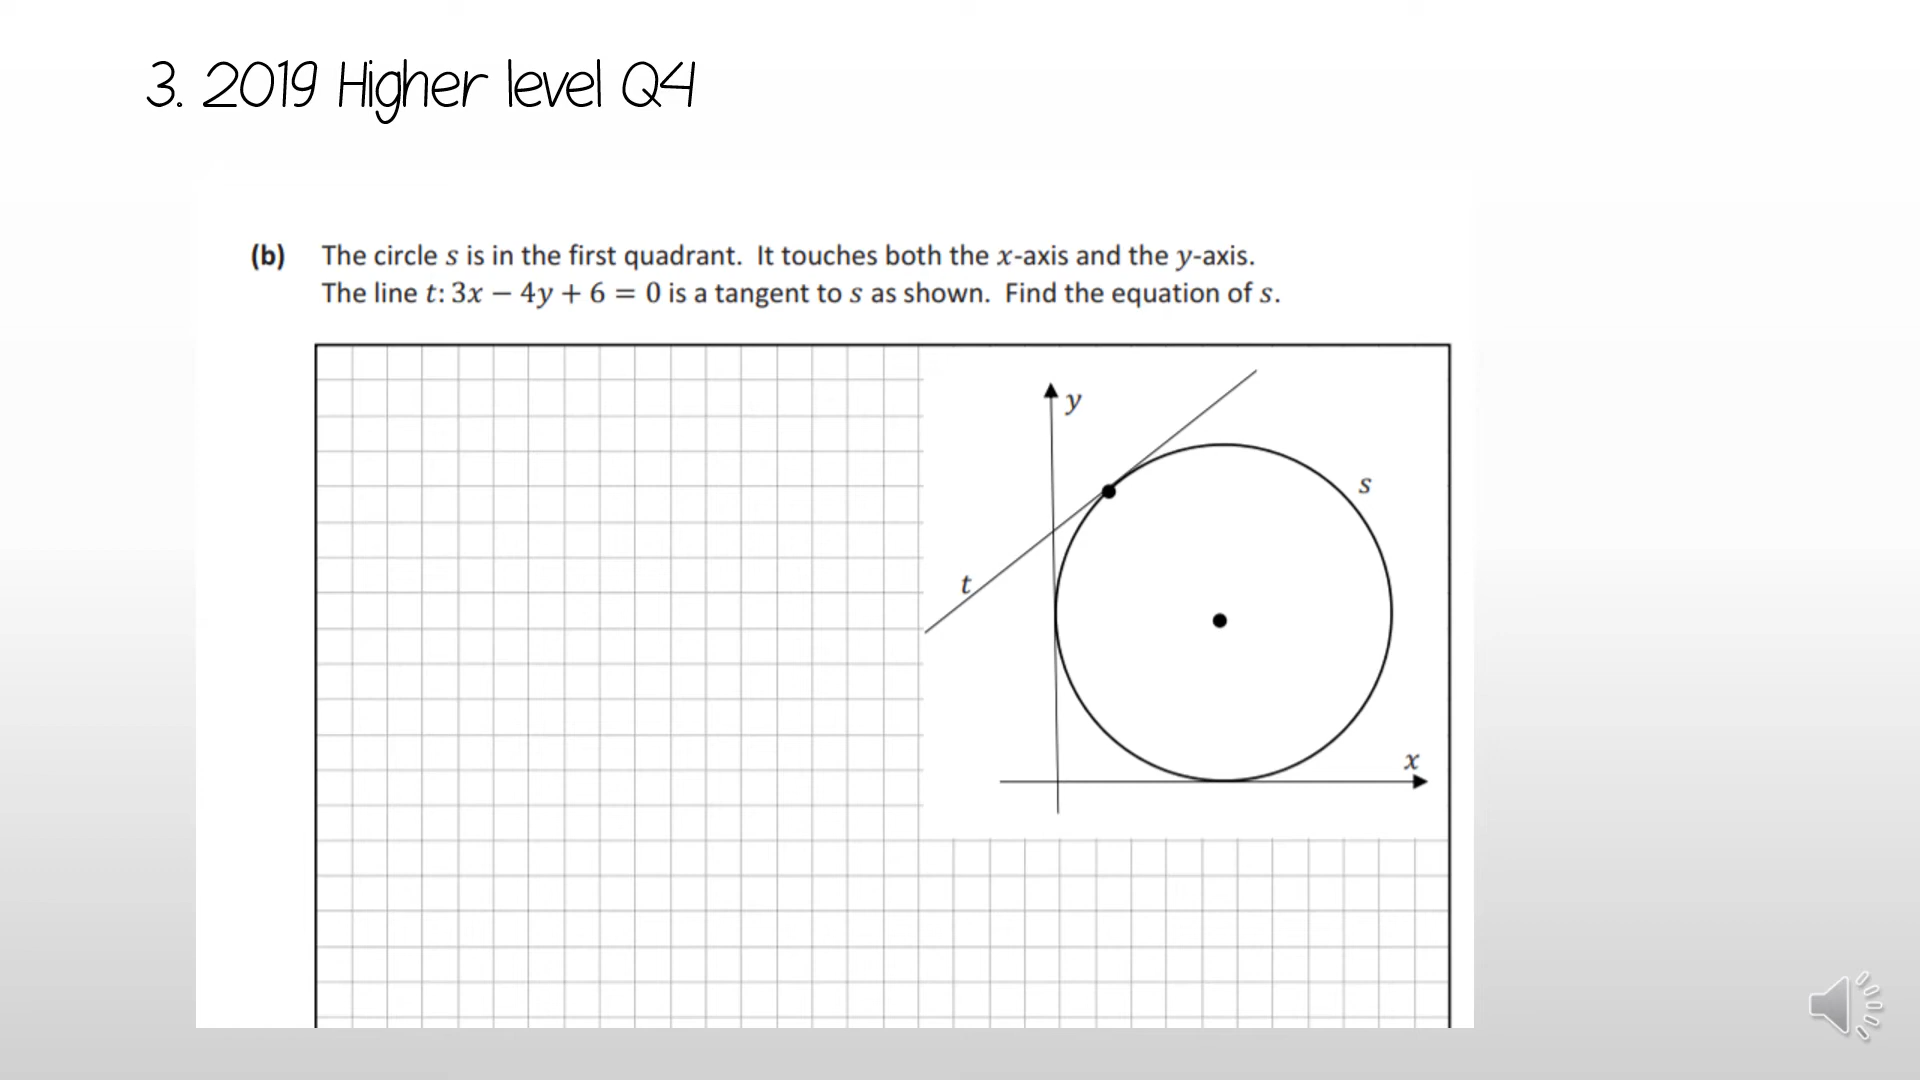 3. 2019 Higher level Q4
(b) The circle s is in the first quadrant. It touches both the x-axis and the y-axis.
The line t: 3x − 4y + 6 = 0 is a tangent to s as shown. Find the equation of s.
y
s
t
x